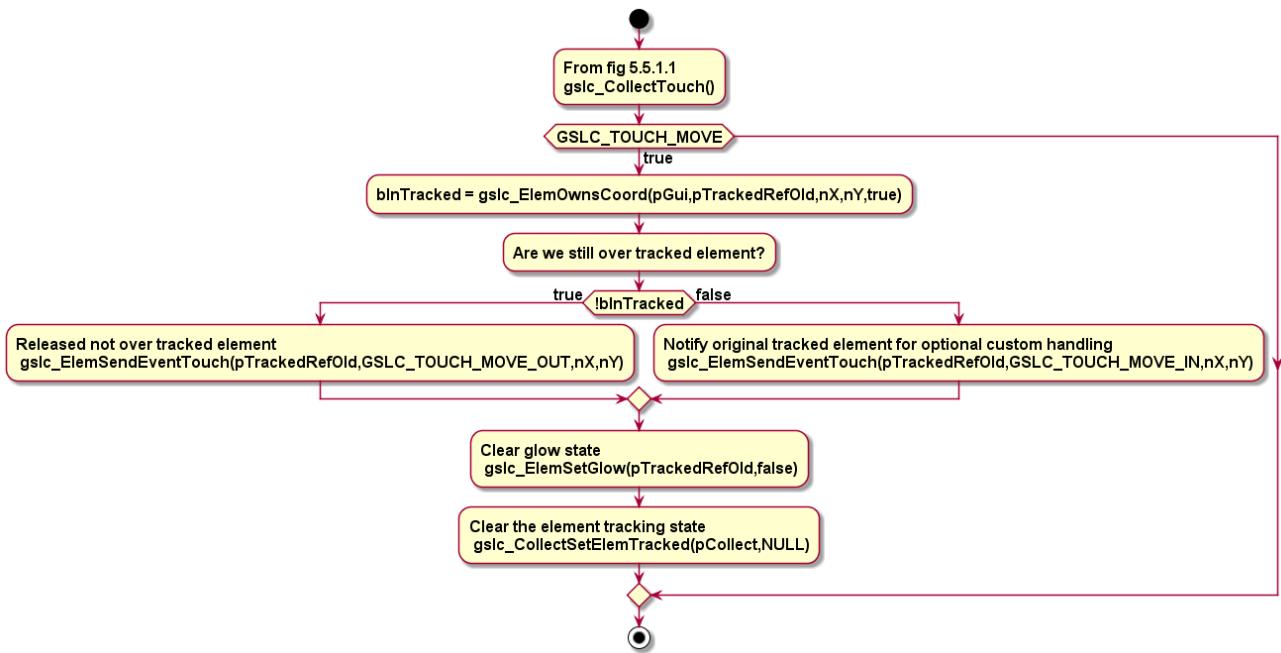 From fig 5.5.1.1
gslc_CollectTouch()
GSLC_TOUCH_MOVE
true
bInTracked = gslc_ElemOwnsCoord(pGui,pTrackedRefOld,nX,nY,true)
Are we still over tracked element?
true
!bInTracked
false
Released not over tracked element
gslc_ElemSendEventTouch(pTrackedRefOld,GSLC_TOUCH_MOVE_OUT,nX,nY)
Notify original tracked element for optional custom handling
gslc_ElemSendEventTouch(pTrackedRefOld,GSLC_TOUCH_MOVE_IN,nX,nY)
Clear glow state
gslc_ElemSetGlow(pTrackedRefOld,false)
Clear the element tracking state
gslc_CollectSetElemTracked(pCollect,NULL)